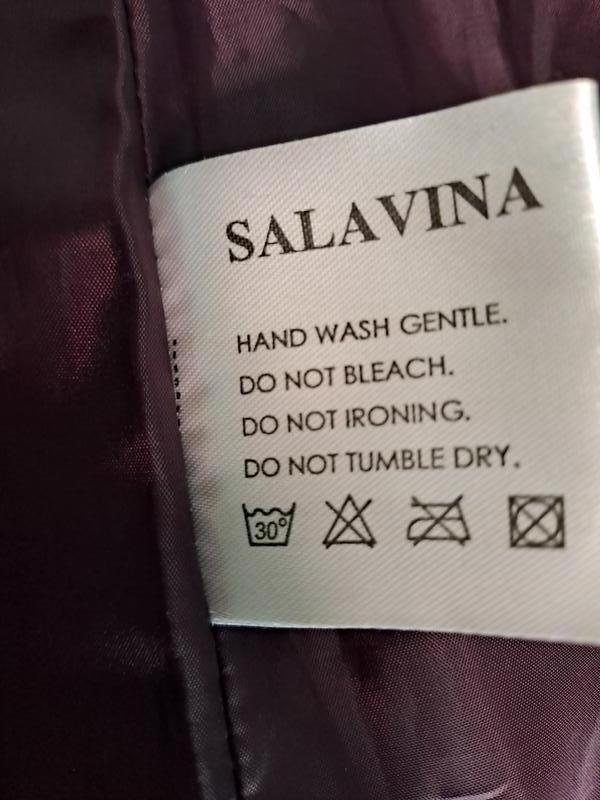 SALAVINA
HAND WASH GENTLE.
DO NOT BLEACH.
DO NOT IRONING.
DO NOT TUMBLE DRY.
30°